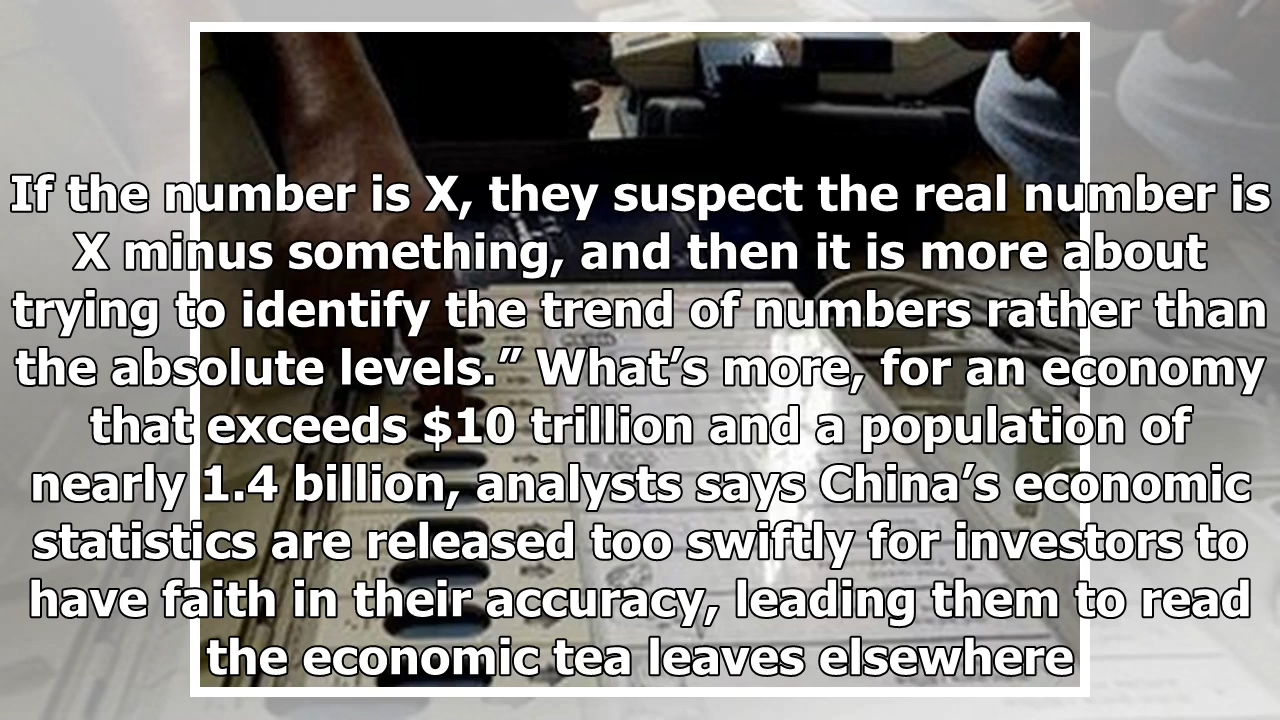 If the number is X, they suspect the real number is
X minus something, and then it is more about
trying to identify the trend of numbers rather than
the absolute levels.” What’s more, for an economy
that exceeds $10 trillion and a population of
nearly 1.4 billion, analysts says China’s economic
statistics are released too swiftly for investors to
have faith in their accuracy, leading them to read
the economic tea leaves elsewhere